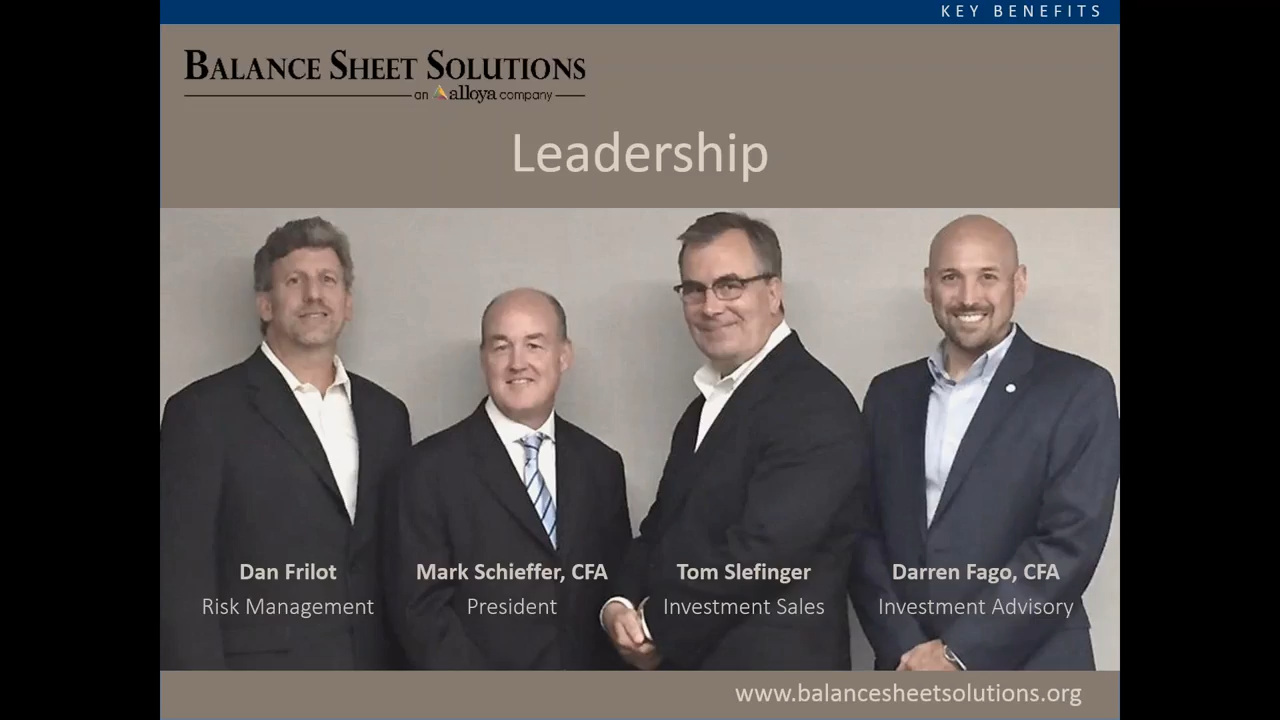 KEY BENEFITS
BALANCE SHEET SOLUTIONS
an alloya company
Leadership
Dan Frilot
Risk Management
Mark Schieffer, CFA
President
Tom Slefinger
Investment Sales
Darren Fago, CFA
Investment Advisory
www.balancesheetsolutions.org